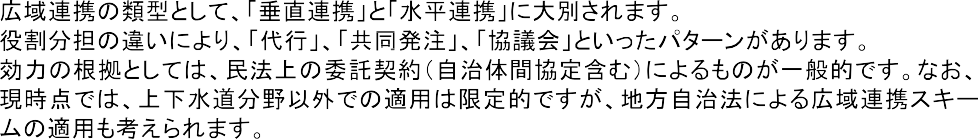 広域連携の類型として、「垂直連携」と「水平連携」に大別されます。
役割分担の違いにより、「代行」、「共同発注」、「協議会」といったパターンがあります。
効力の根拠としては、民法上の委託契約（自治体間協定含む）によるものが一般的です。なお、
現時点では、上下水道分野以外での適用は限定的ですが、地方自治法による広域連携スキー
ムの適用も考えられます。